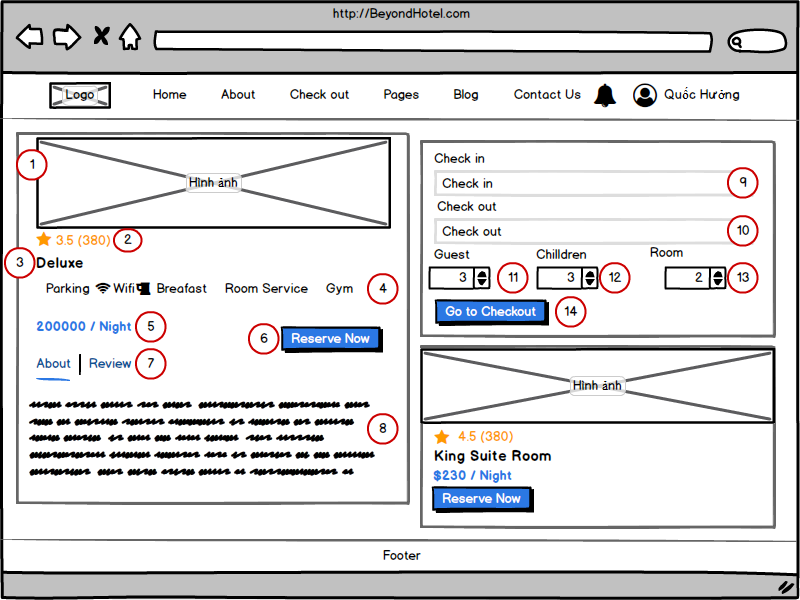 http://BeyondHotel.com
Logo Home About Check out Pages Blog Contact Us Quốc Hướng
1
Hình ảnh
3.5 (380) 2
3 Deluxe
Parking Wifi Breafast Room Service Gym 4
200000 / Night 5
6 Reserve Now
About Review 7
8
Check in
Check in 9
Check out
Check out 10
Guest Chilldren Room
3 11 3 12 2 13
Go to Checkout 14
Hình ảnh
4.5 (380)
King Suite Room
$230 / Night
Reserve Now
Footer